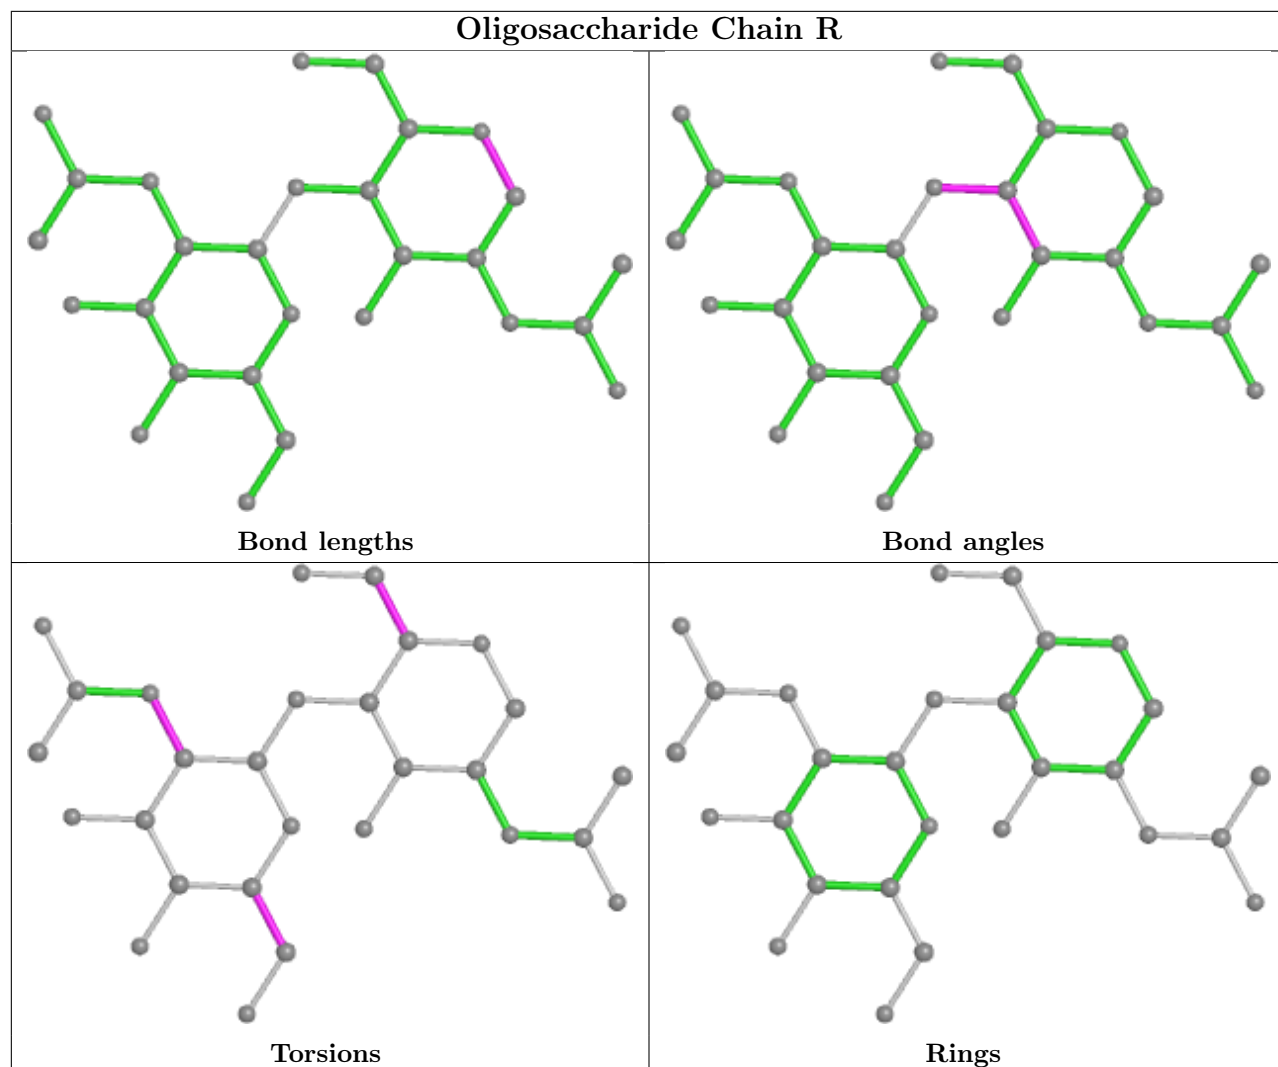 Oligosaccharide Chain R
Bond lengths
Bond angles
Torsions
Rings